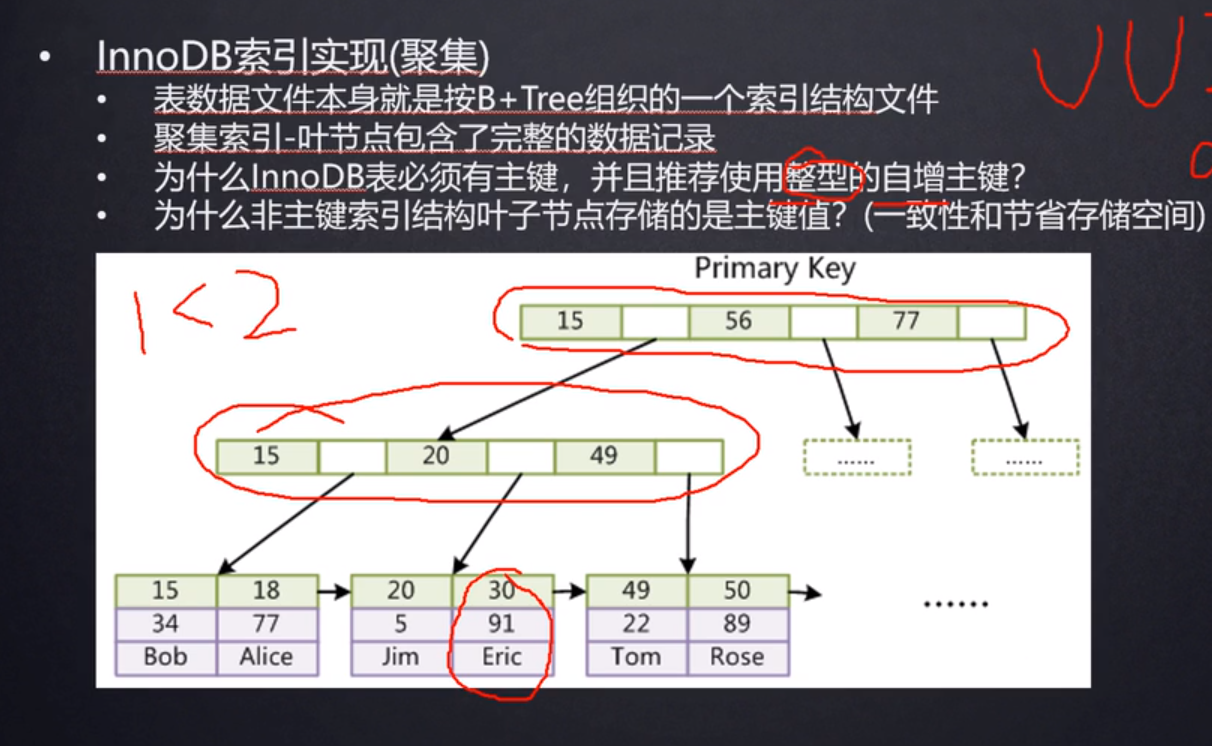 InnoDB索引实现(聚集)
表数据文件本身就是按B+Tree组织的一个索引结构文件
聚集索引-叶节点包含了完整的数据记录
为什么InnoDB表必须有主键，并且推荐使用整型的自增主键？
为什么非主键索引结构叶子节点存储的是主键值？(一致性和节省存储空间)
1<2
Primary Key
15 56 77
15 20 49
...... ......
15 18 20 30 49 50
34 77 5 91 22 89
Bob Alice Jim Eric Tom Rose
......